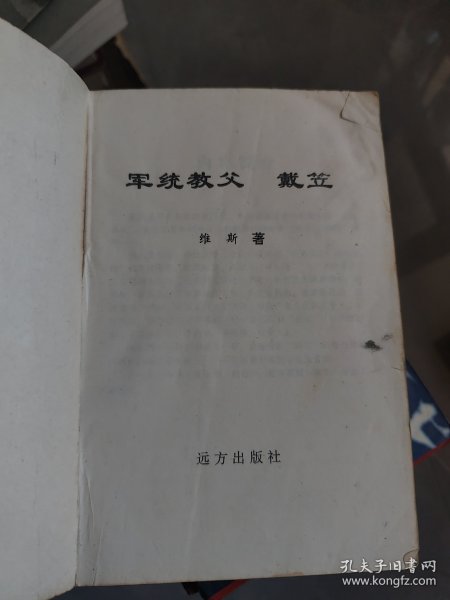 军统教父 戴笠
维斯 著
远方出版社
孔夫子旧书网
www.kongfz.com